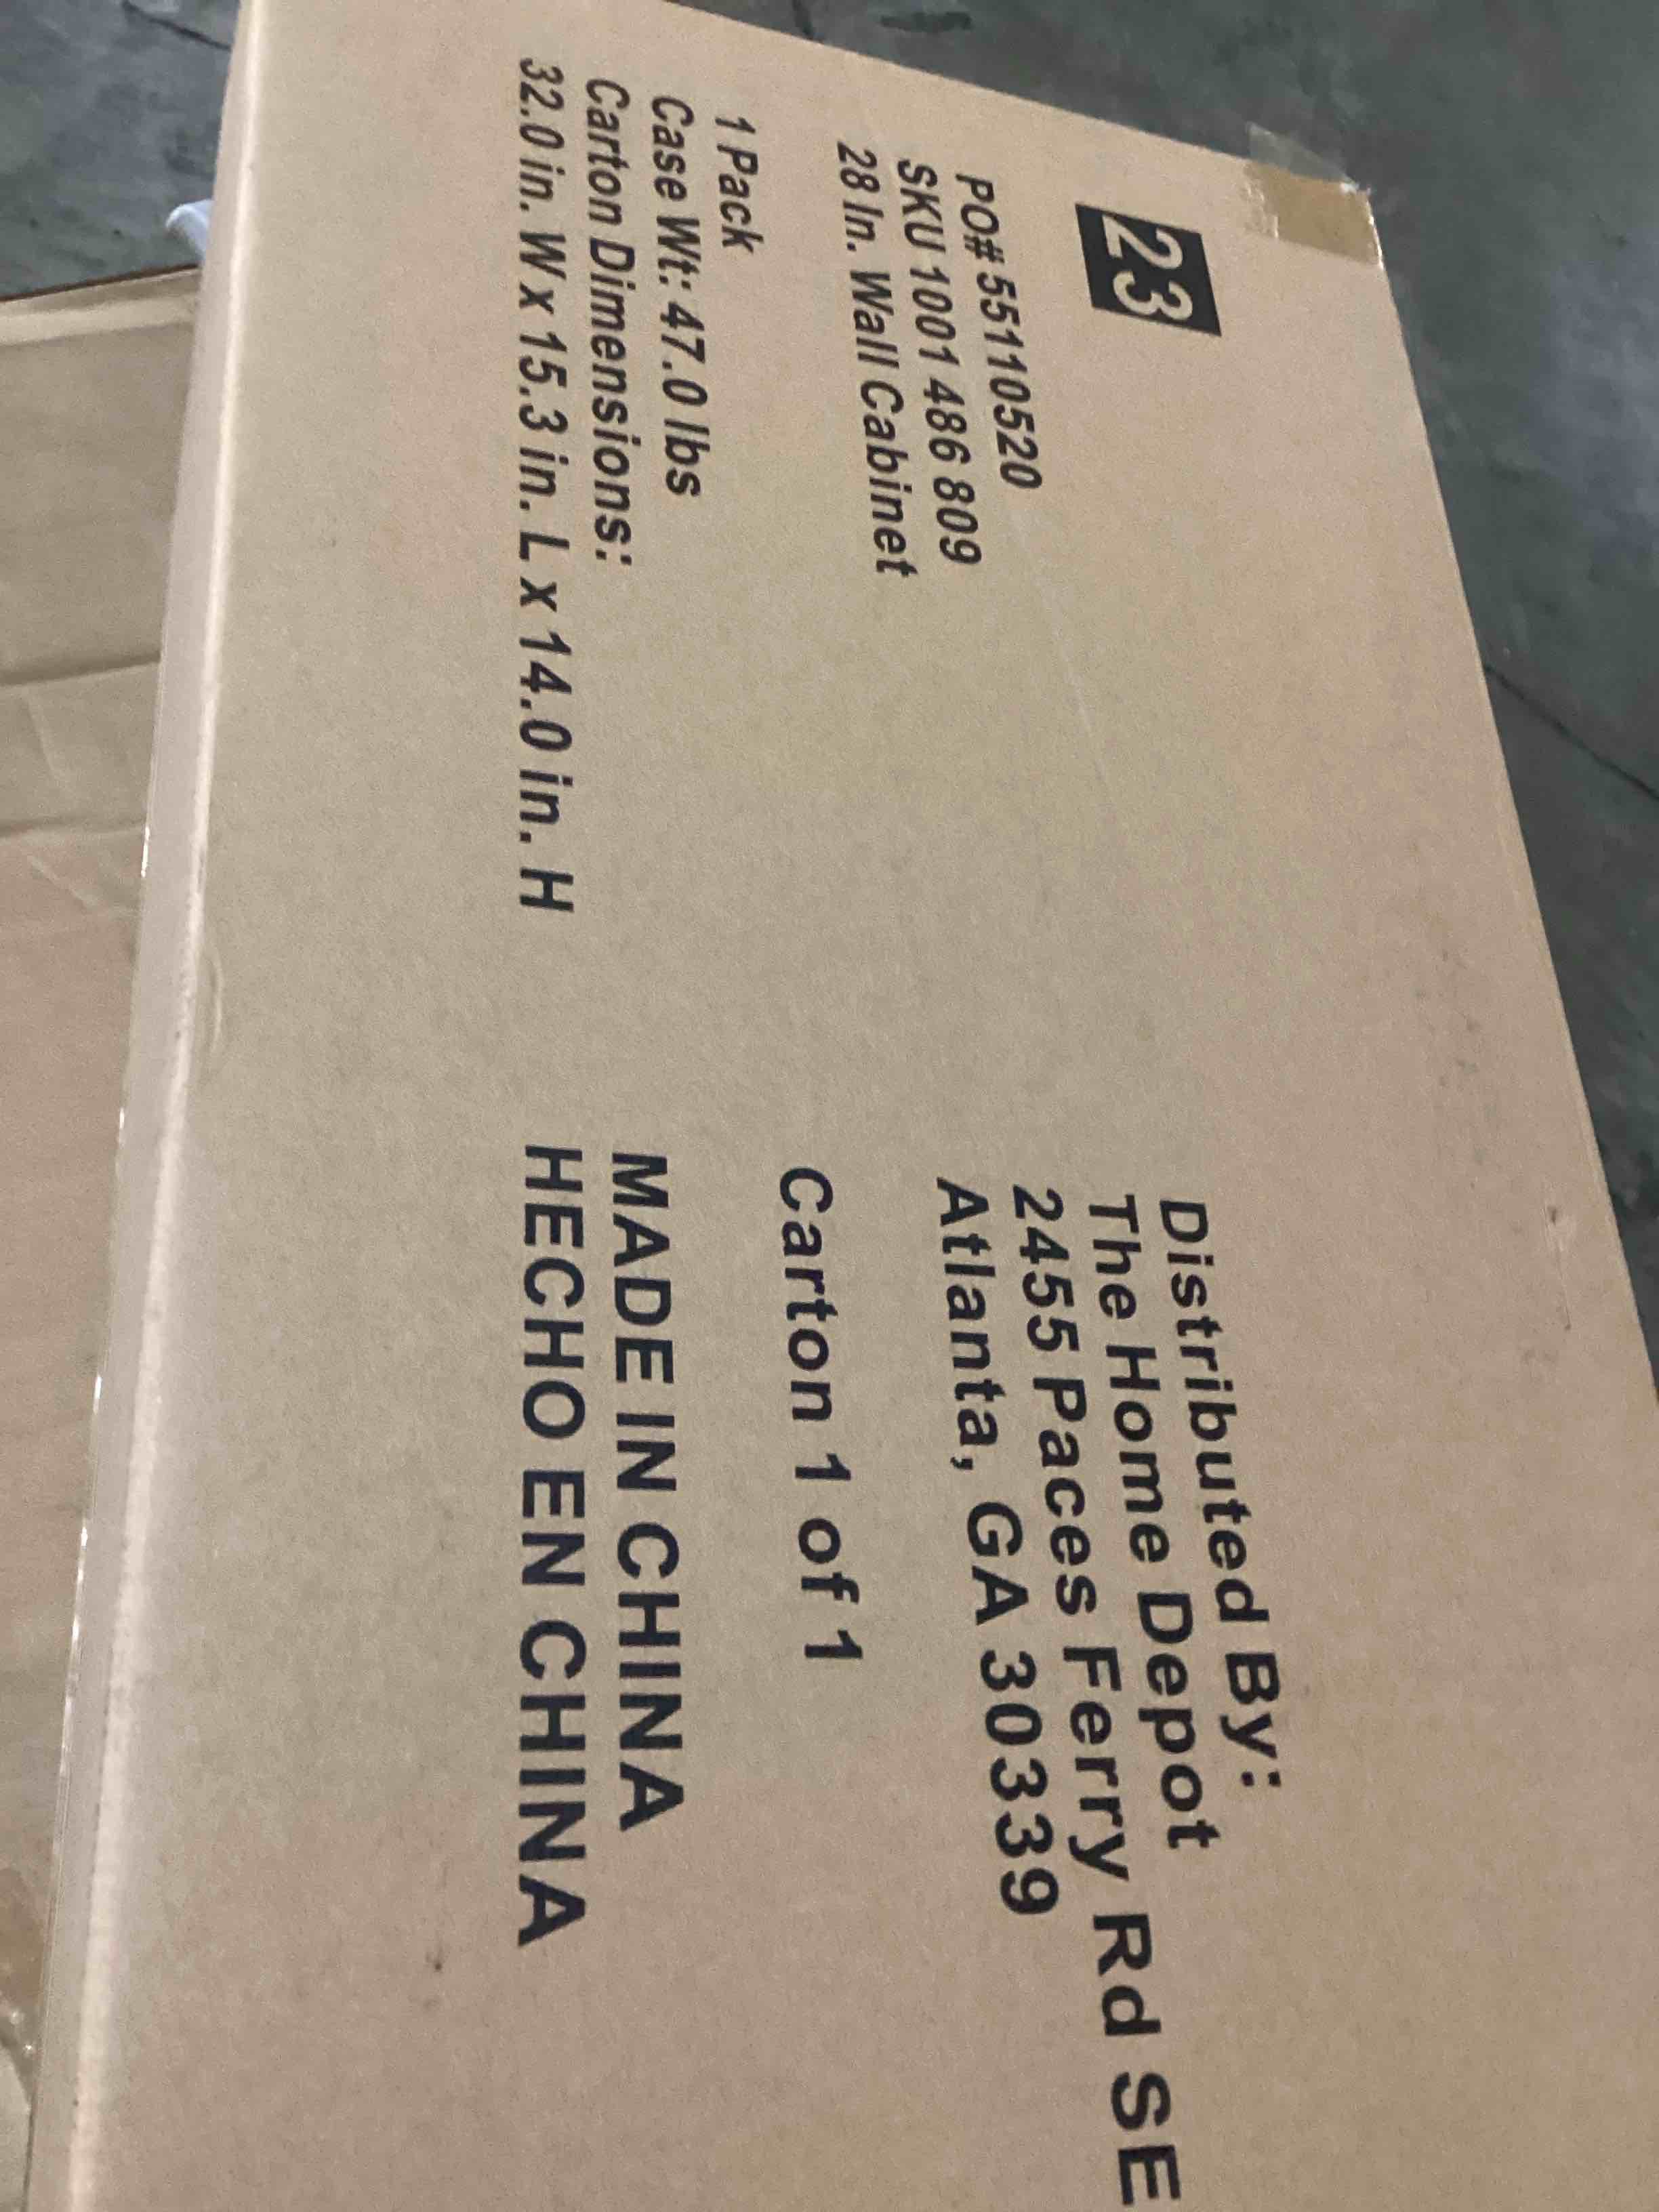 23
PO# 55110520
SKU 1001 486 809
28 In. Wall Cabinet
1 Pack
Case Wt: 47.0 lbs
Carton Dimensions:
32.0 in. W x 15.3 in. L x 14.0 in. H
Distributed By:
The Home Depot
2455 Paces Ferry Rd SE
Atlanta, GA 30339
Carton 1 of 1
MADE IN CHINA
HECHO EN CHINA